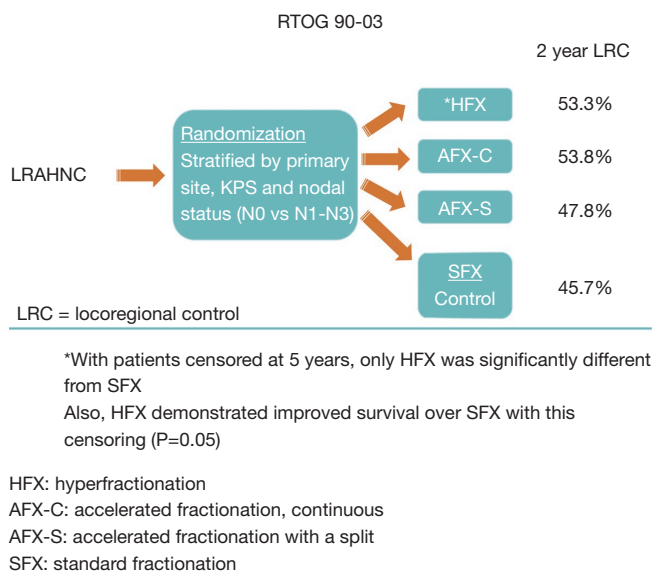 RTOG 90-03
2 year LRC
LRAHNC
Randomization
Stratified by primary
site, KPS and nodal
status (N0 vs N1-N3)
*HFX 53.3%
AFX-C 53.8%
AFX-S 47.8%
SFX
Control
45.7%
LRC = locoregional control
*With patients censored at 5 years, only HFX was significantly different
from SFX
Also, HFX demonstrated improved survival over SFX with this
censoring (P=0.05)
HFX: hyperfractionation
AFX-C: accelerated fractionation, continuous
AFX-S: accelerated fractionation with a split
SFX: standard fractionation